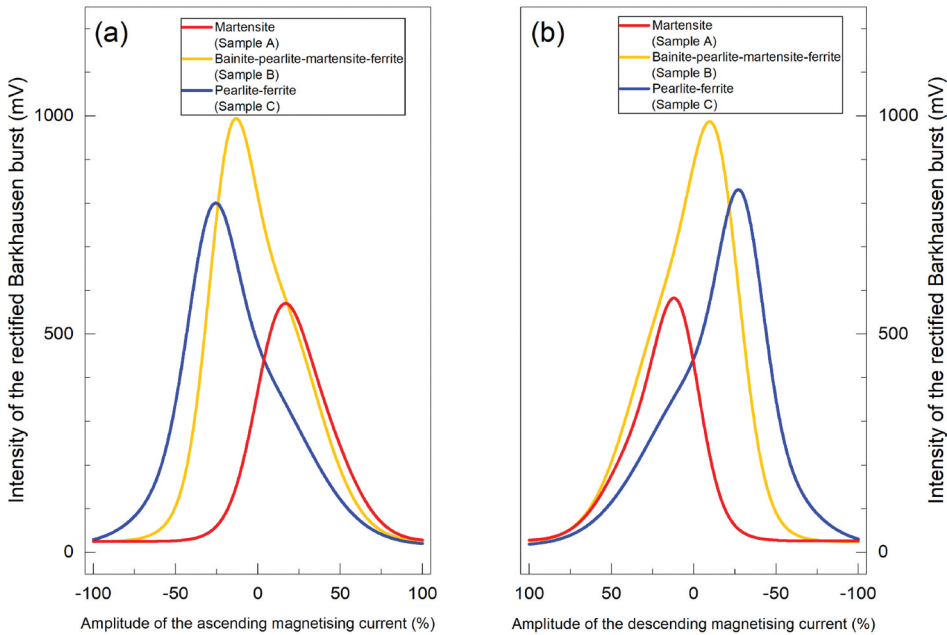 (a)
Martensite
(Sample A)
Bainite-pearlite-martensite-ferrite
(Sample B)
Pearlite-ferrite
(Sample C)
Intensity of the rectified Barkhausen burst (mV)
1000
500
0
-100 -50 0 50 100
Amplitude of the ascending magnetising current (%)
(b)
Martensite
(Sample A)
Bainite-pearlite-martensite-ferrite
(Sample B)
Pearlite-ferrite
(Sample C)
1000
500
0
Intensity of the rectified Barkhausen burst (mV)
100 50 0 -50 -100
Amplitude of the descending magnetising current (%)